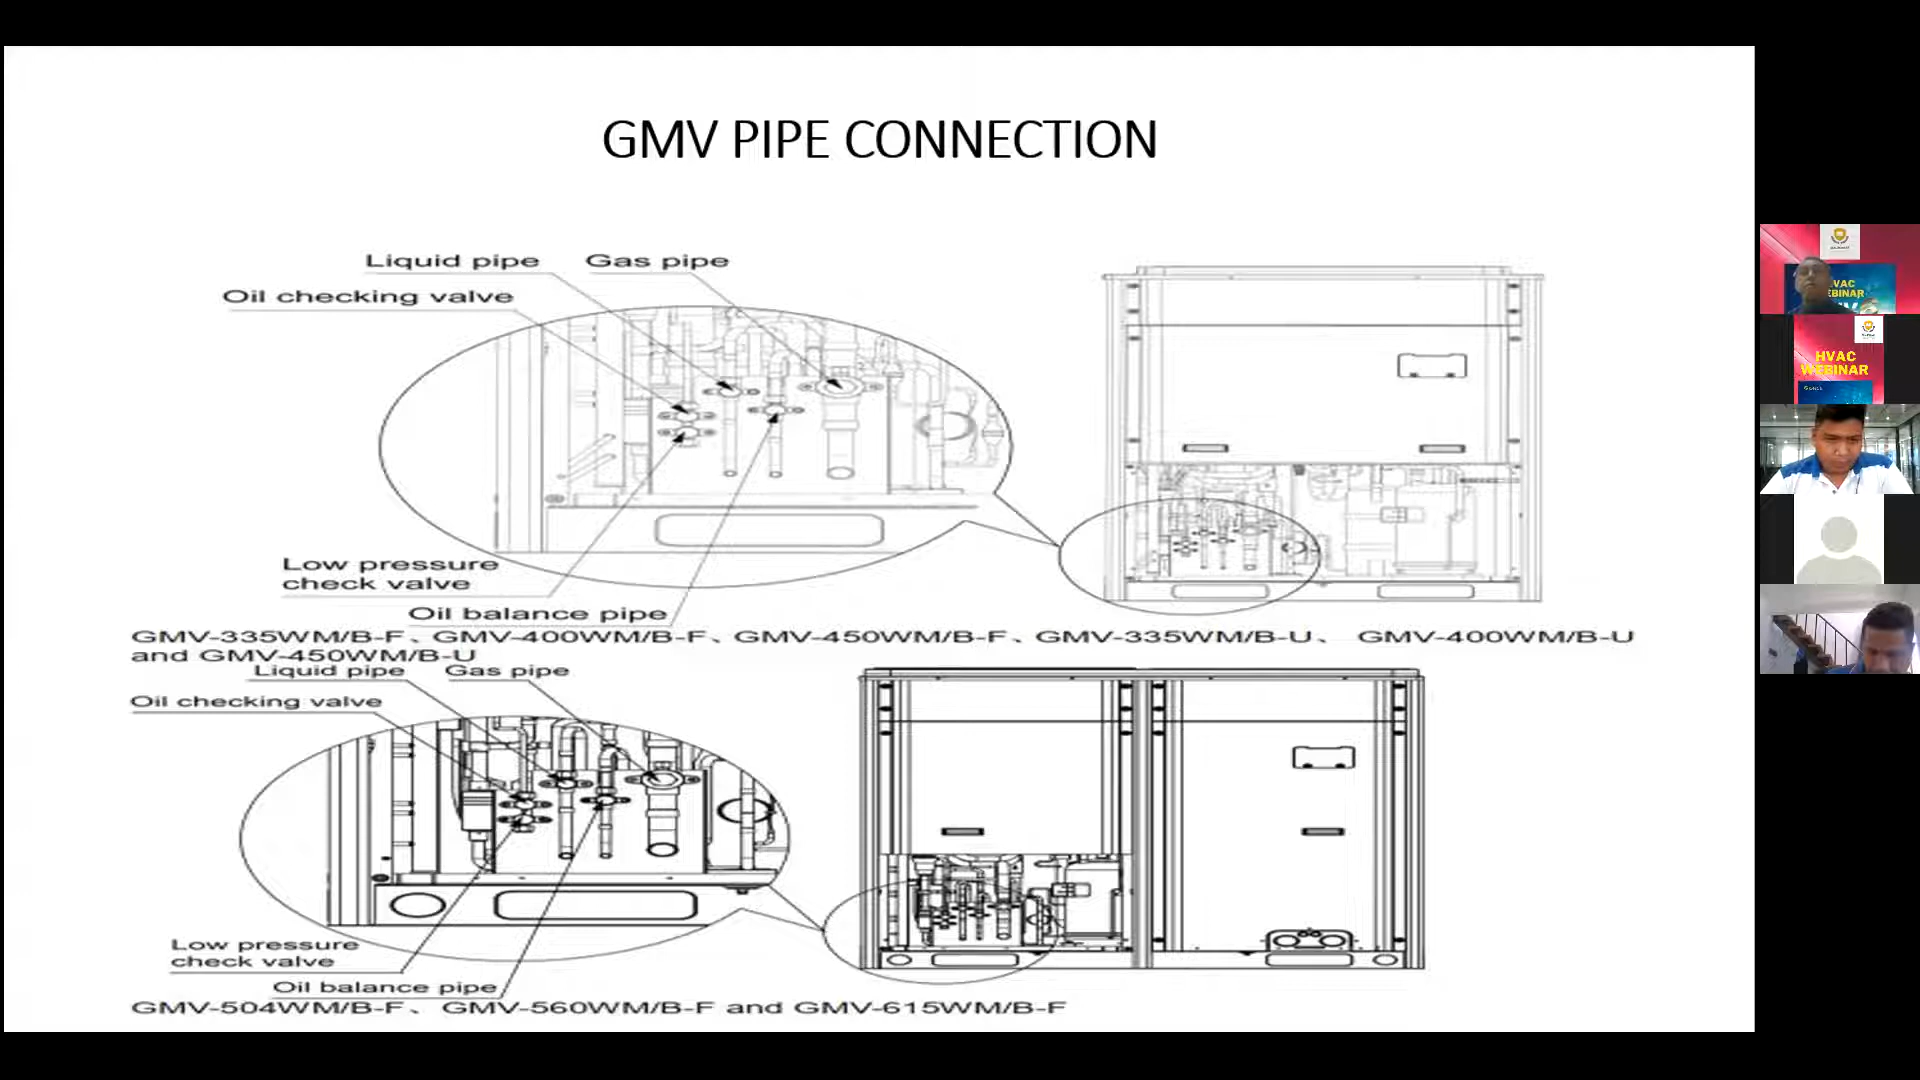 GMV PIPE CONNECTION
Liquid pipe
Gas pipe
Oil checking valve
Low pressure
check valve
Oil balance pipe
GMV-335WM/B-F、GMV-400WM/B-F、GMV-450WM/B-F、GMV-335WM/B-U、 GMV-400WM/B-U
and GMV-450WM/B-U
Liquid pipe
Gas pipe
Oil checking valve
Low pressure
check valve
Oil balance pipe
GMV-504WM/B-F、 GMV-560WM/B-F and GMV-615WM/B-F
HVAC
WEBINAR